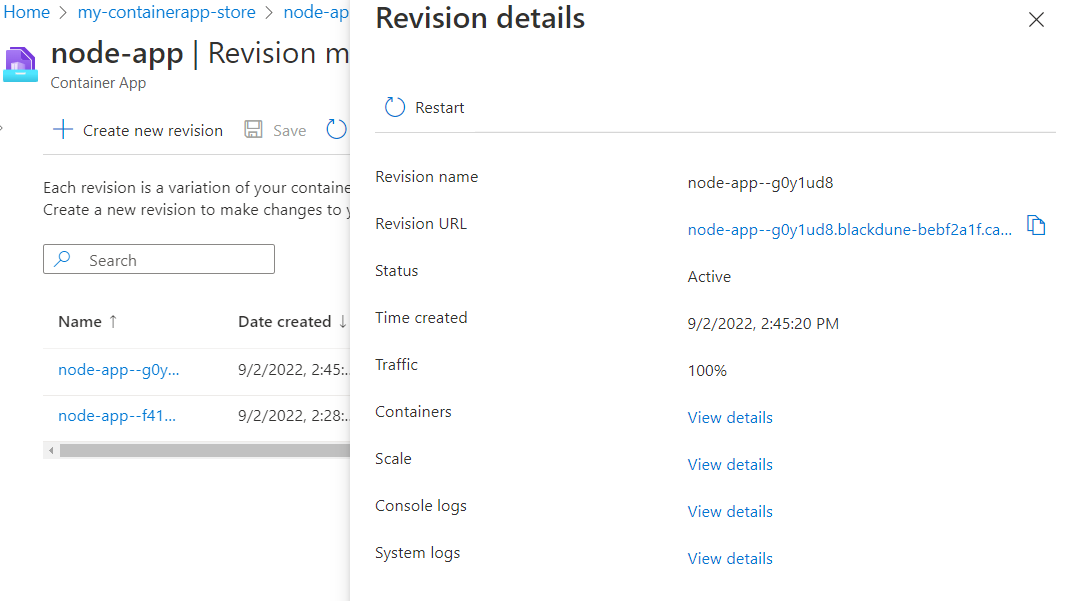 Home > my-containerapp-store > node-ap
node-app | Revision m
Container App
Create new revision Save
Each revision is a variation of your containe
Create a new revision to make changes to y
Search
Name ↑ Date created ↓
node-app--g0y... 9/2/2022, 2:45:..
node-app--f41... 9/2/2022, 2:28:..
Revision details
Restart
Revision name node-app--g0y1ud8
Revision URL node-app--g0y1ud8.blackdune-bebf2a1f.ca...
Status Active
Time created 9/2/2022, 2:45:20 PM
Traffic 100%
Containers View details
Scale View details
Console logs View details
System logs View details